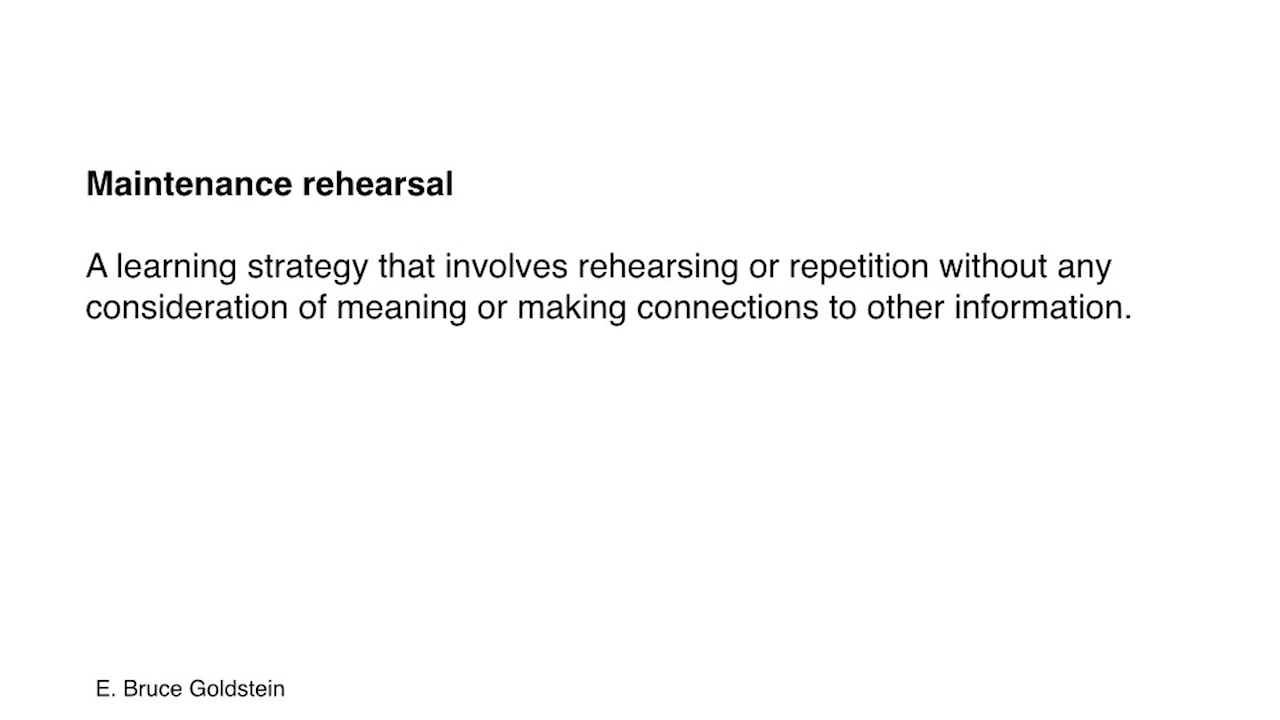 Maintenance rehearsal
A learning strategy that involves rehearsing or repetition without any
consideration of meaning or making connections to other information.
E. Bruce Goldstein